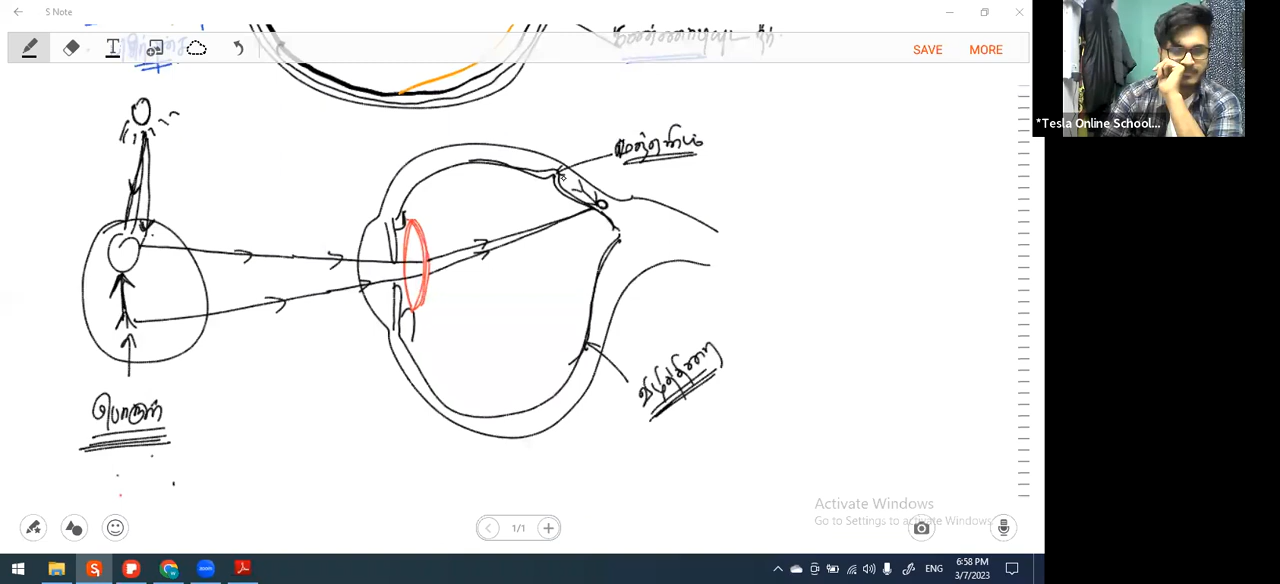 S Note
SAVE
MORE
*Tesla Online School...
விழித்திரை
பொருள்
Activate Windows
Go to Settings to activate Windows.
1/1
ENG
6:58 PM
3/7/2023